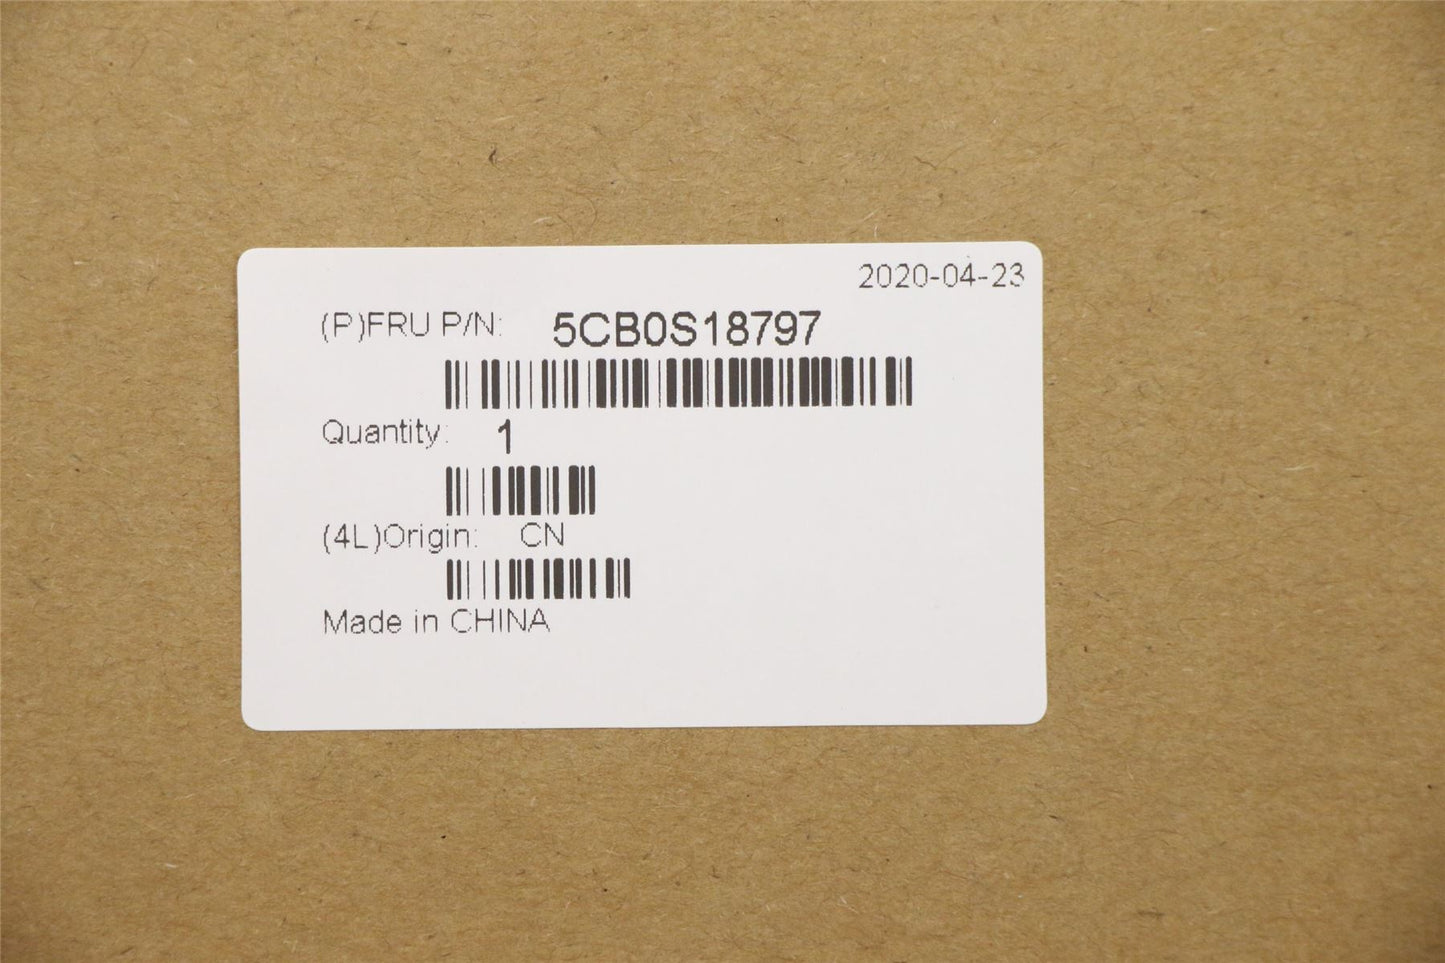 2020-04-23
(P)FRU P/N: 5CB0S18797
Quantity: 1
(4L)Origin: CN
Made in CHINA